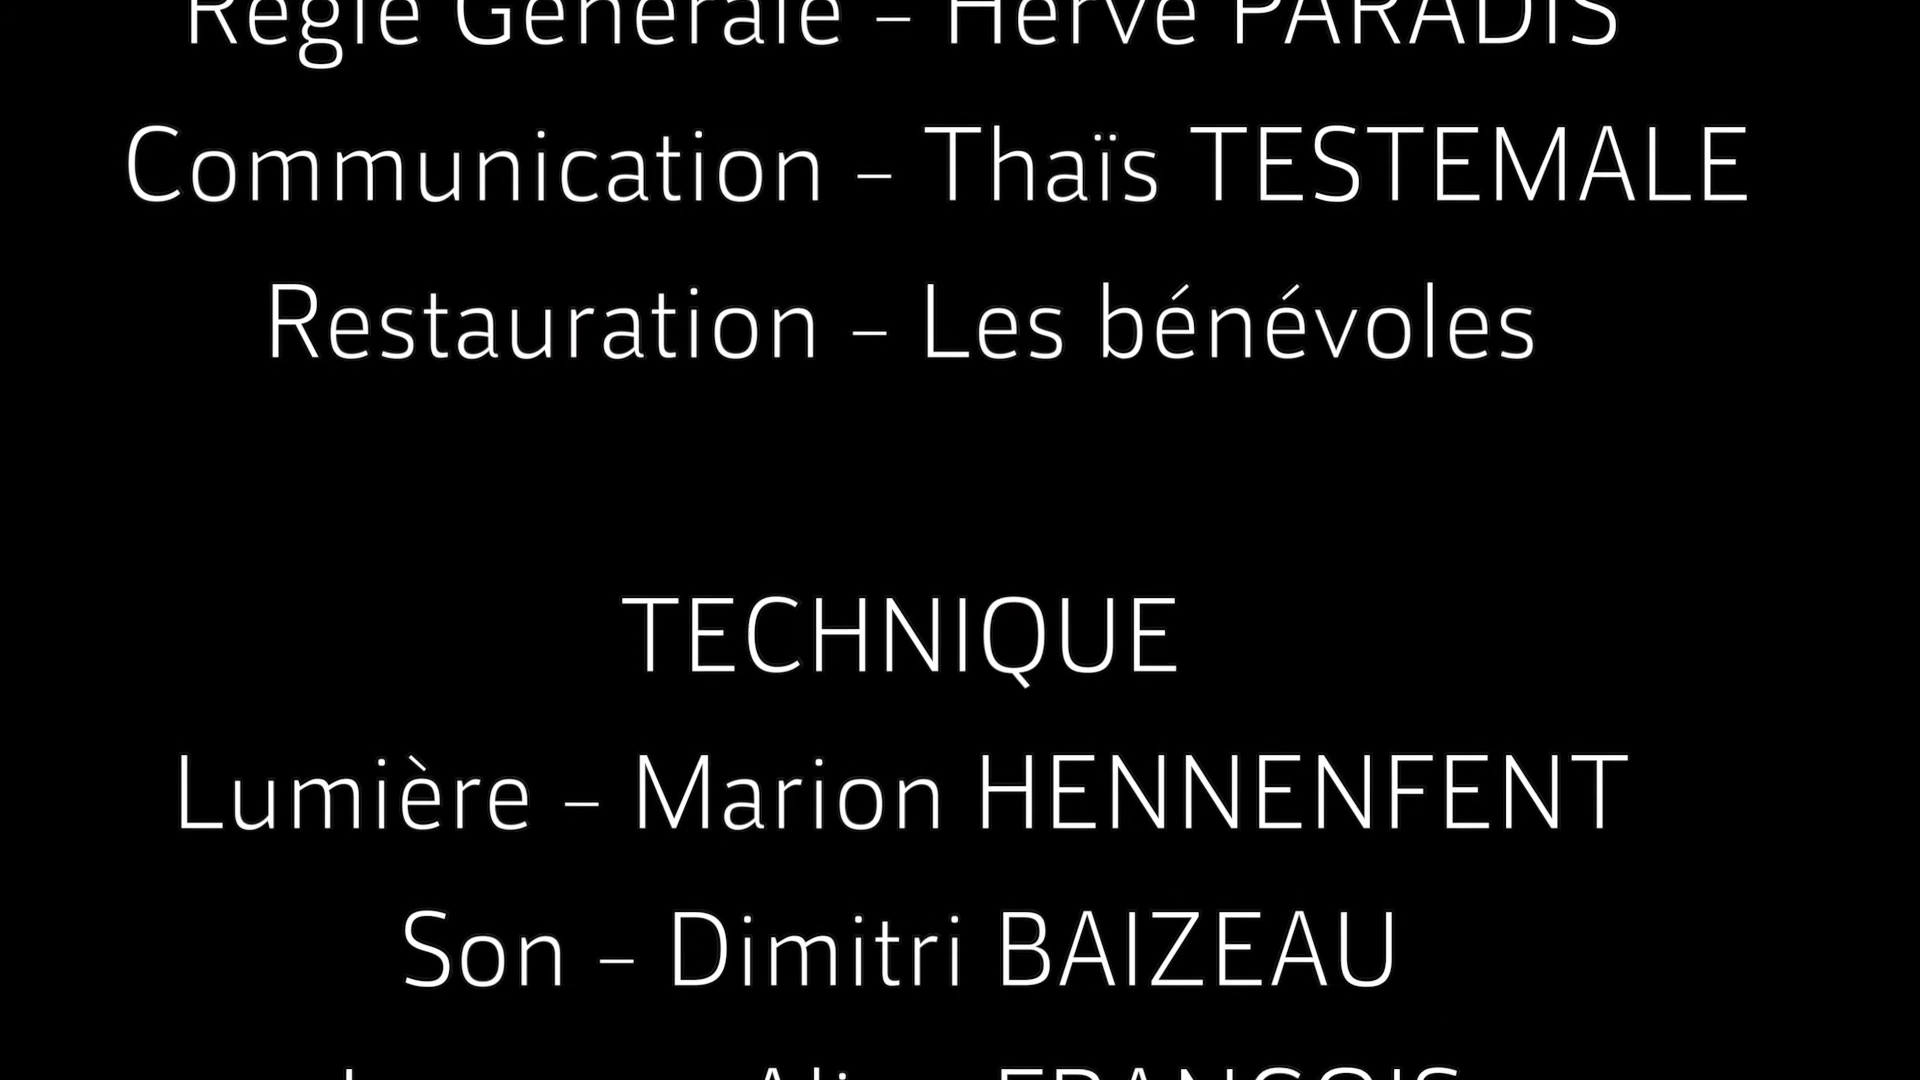 Régie Générale – Hervé PARADIS
Communication – Thaïs TESTEMALE
Restauration – Les bénévoles
TECHNIQUE
Lumière – Marion HENNENFENT
Son – Dimitri BAIZEAU